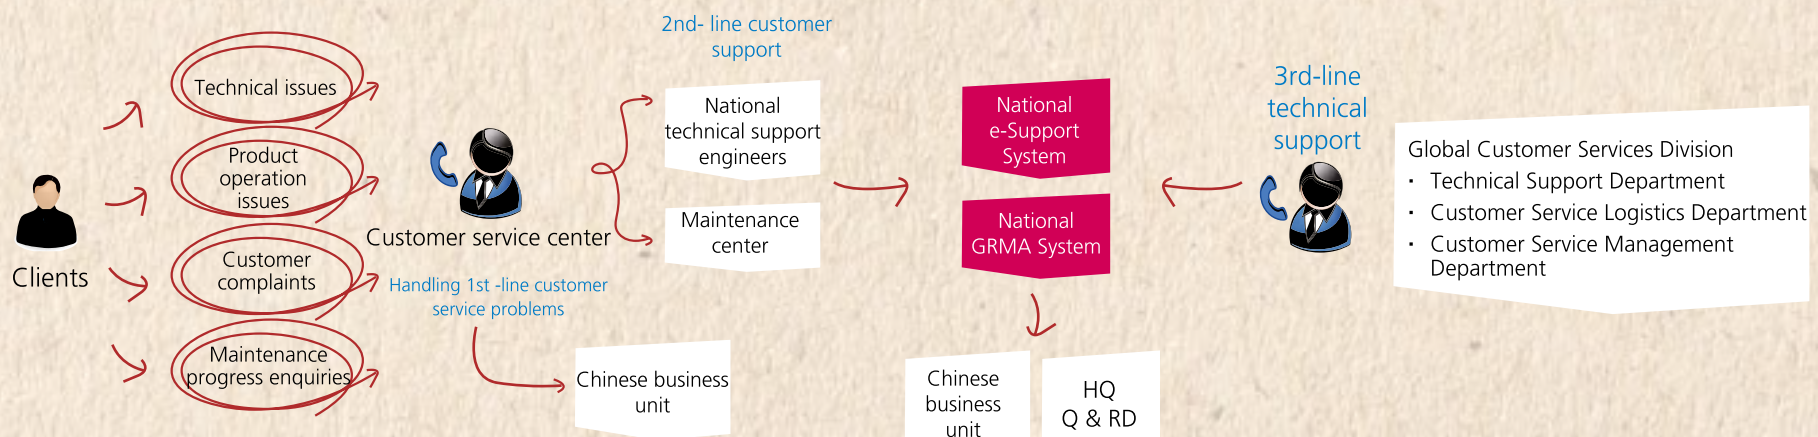 Clients
Technical issues
Product
operation
issues
Customer
complaints
Maintenance
progress enquiries
Customer service center
Handling 1st -line customer
service problems
Chinese business
unit
2nd- line customer
support
National
technical support
engineers
Maintenance
center
National
e-Support
System
National
GRMA System
Chinese
business
unit
HQ
Q & RD
3rd-line
technical
support
Global Customer Services Division
· Technical Support Department
· Customer Service Logistics Department
· Customer Service Management
Department